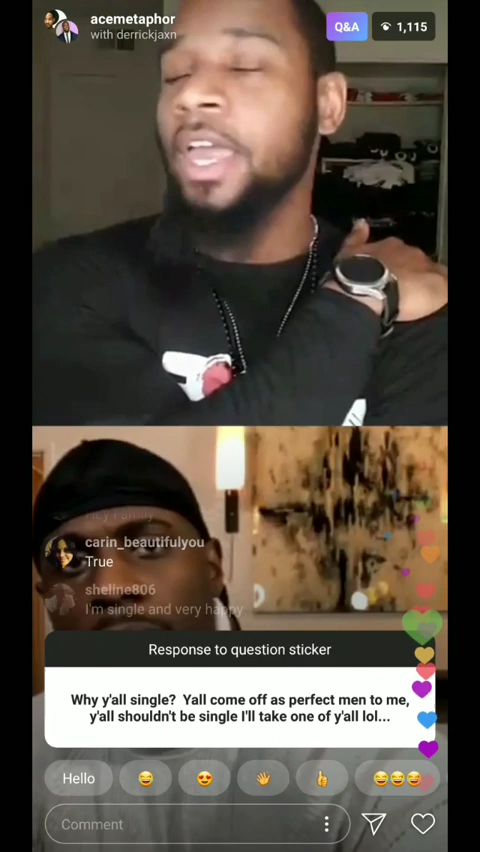 acemetaphor
with derrickjaxn
Q&A
1,115
Hey Family
carin_beautifulyou
True
sheline806
I'm single and very happy
Response to question sticker
Why y'all single?  Yall come off as perfect men to me,
y'all shouldn't be single I'll take one of y'all lol...
Hello
Comment